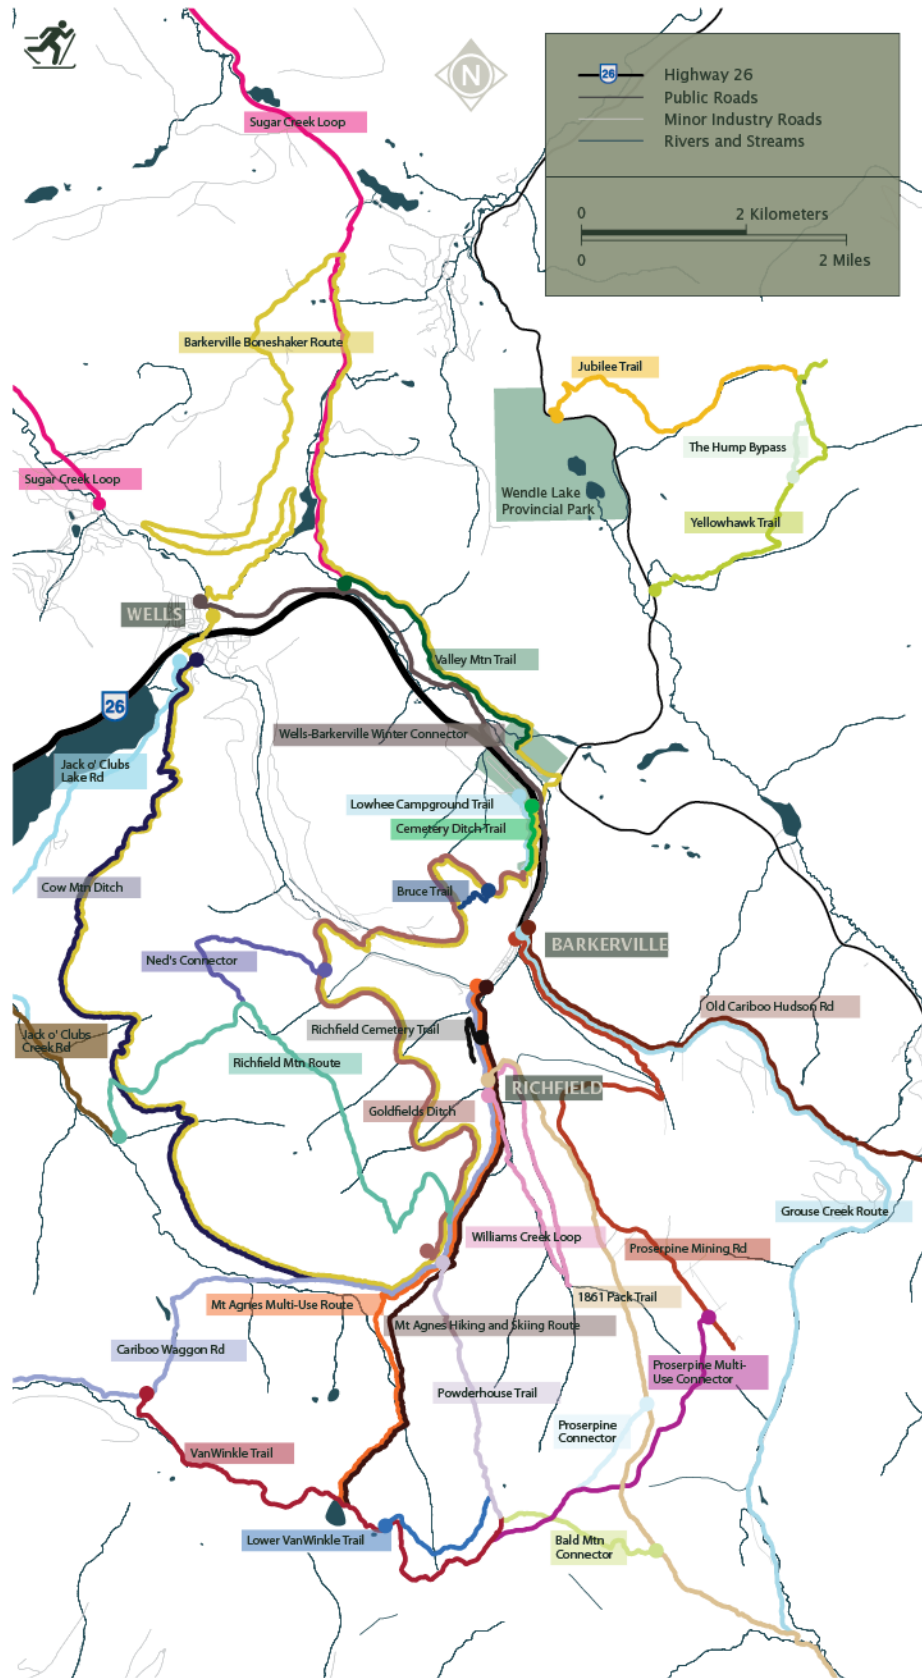 N
26 Highway 26
Public Roads
Minor Industry Roads
Rivers and Streams
0 2 Kilometers
0 2 Miles
Sugar Creek Loop
Barkerville Boneshaker Route
Jubilee Trail
The Hump Bypass
Sugar Creek Loop
Wendle Lake
Provincial Park
Yellowhawk Trail
WELLS
Valley Mtn Trail
26
Wells-Barkerville Winter Connector
Jack o' Clubs
Lake Rd
Lowhee Campground Trail
Cemetery Ditch Trail
Cow Mtn Ditch
Bruce Trail
BARKERVILLE
Ned's Connector
Old Cariboo Hudson Rd
Richfield Cemetery Trail
Jack o' Clubs
Creek Rd
Richfield Mtn Route
RICHFIELD
Goldfields Ditch
Grouse Creek Route
Williams Creek Loop
Proserpine Mining Rd
1861 Pack Trail
Mt Agnes Multi-Use Route
Mt Agnes Hiking and Skiing Route
Cariboo Waggon Rd
Proserpine Multi-
Use Connector
Powderhouse Trail
Proserpine
Connector
VanWinkle Trail
Lower VanWinkle Trail
Bald Mtn
Connector